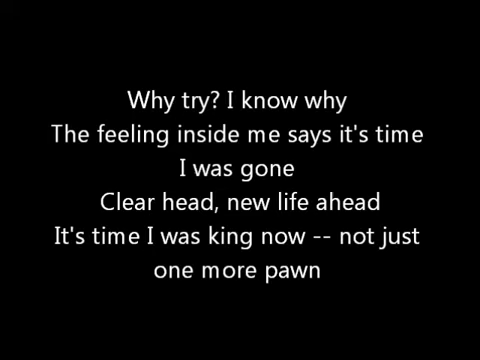 Why try? I know why
The feeling inside me says it's time
I was gone
Clear head, new life ahead
It's time I was king now -- not just
one more pawn